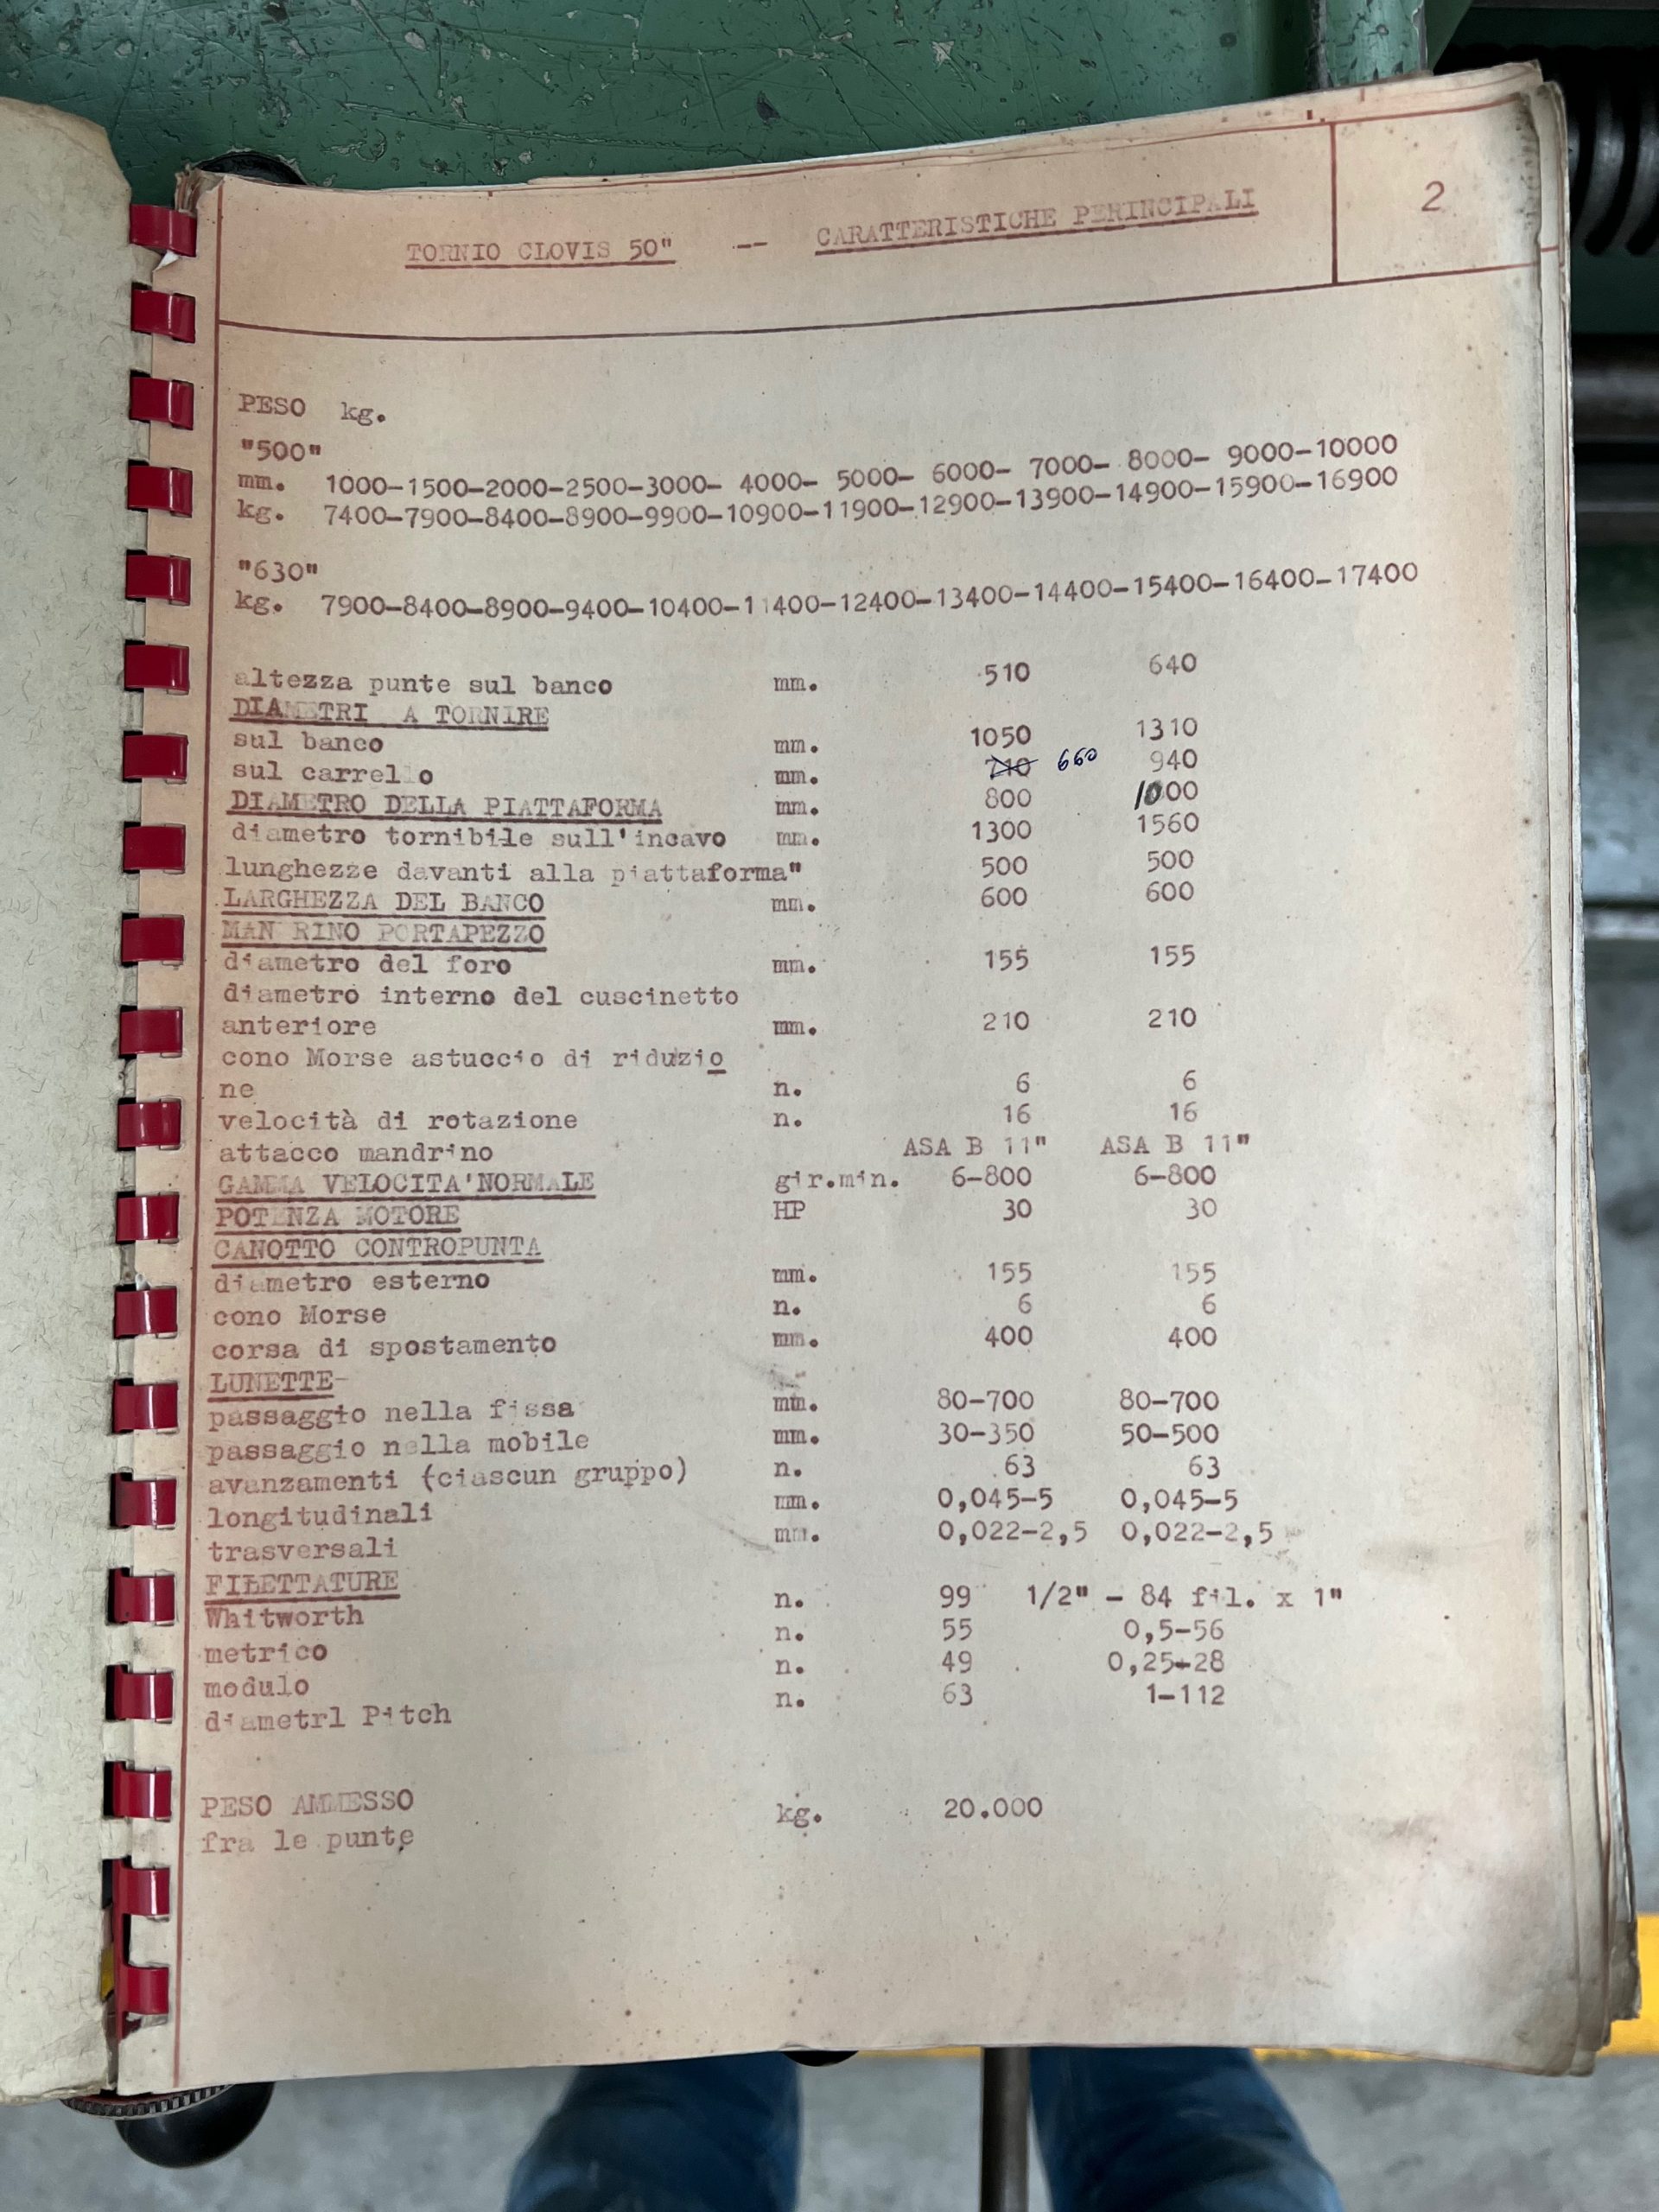 TORNIO CLOVIS 50" -- CARATTERISTICHE PERINCIPALI
2
PESO kg.
"500"
mm. 1000-1500-2000-2500-3000- 4000- 5000- 6000- 7000- 8000- 9000-10000
kg. 7400-7900-8400-8900-9900-10900-11900-12900-13900-14900-15900-16900
"630"
kg. 7900-8400-8900-9400-10400-11400-12400-13400-14400-15400-16400-17400
altezza punte sul banco mm. 510 640
DIAMETRI A TORNIRE
sul banco mm. 1050 1310
sul carrello mm. 710 660 940
DIAMETRO DELLA PIATTAFORMA mm. 800 1000
diametro tornibile sull'incavo mm. 1300 1560
lunghezze davanti alla piattaforma" 500 500
LARGHEZZA DEL BANCO mm. 600 600
MANDRINO PORTAPEZZO
diametro del foro mm. 155 155
diametro interno del cuscinetto
anteriore mm. 210 210
cono Morse astuccio di riduzio
ne n. 6 6
velocità di rotazione n. 16 16
attacco mandrino ASA B 11" ASA B 11"
GAMMA VELOCITA'NORMALE gir.min. 6-800 6-800
POTENZA MOTORE HP 30 30
CANOTTO CONTROPUNTA
diametro esterno mm. 155 155
cono Morse n. 6 6
corsa di spostamento mm. 400 400
LUNETTE-
passaggio nella fissa mm. 80-700 80-700
passaggio nella mobile mm. 30-350 50-500
avanzamenti (ciascun gruppo) n. 63 63
longitudinali mm. 0,045-5 0,045-5
trasversali mm. 0,022-2,5 0,022-2,5
FILETTATURE
Whitworth n. 99 1/2" - 84 fil. x 1"
metrico n. 55 0,5-56
modulo n. 49 0,25-28
diametrl Pitch n. 63 1-112
PESO AMMESSO kg. 20.000
fra le punte